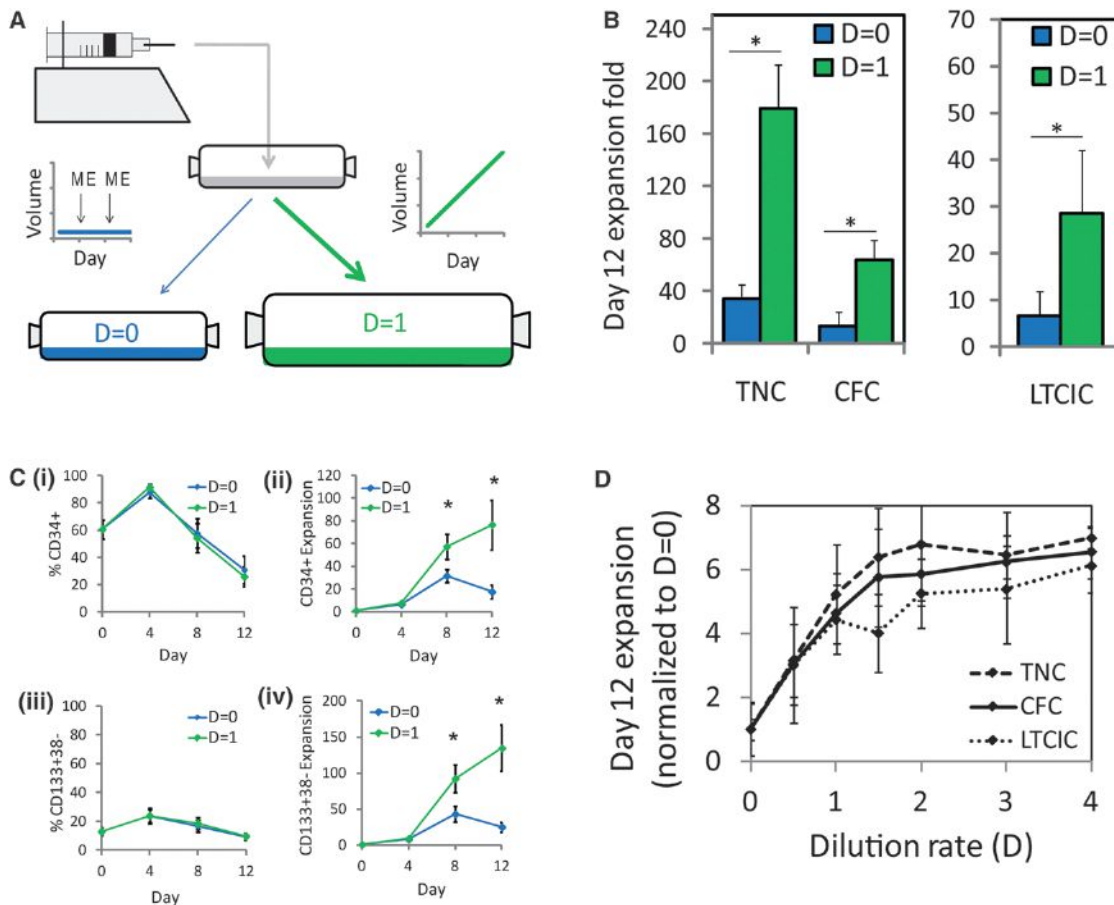 A
ME ME
Volume
Day
Volume
Day
D=0
D=1
B
Day 12 expansion fold
240
200
160
120
80
40
0
D=0
D=1
*
*
TNC CFC
70
60
50
40
30
20
10
0
D=0
D=1
*
LTCIC
C (i)
% CD34+
100
80
60
40
20
0
D=0
D=1
0 4 8 12
Day
(ii)
CD34+ Expansion
120
100
80
60
40
20
0
D=0
D=1
*
*
0 4 8 12
Day
(iii)
% CD133+38-
100
80
60
40
20
0
D=0
D=1
0 4 8 12
Day
(iv)
CD133+38- Expansion
200
150
100
50
0
D=0
D=1
*
*
0 4 8 12
Day
D
Day 12 expansion
(normalized to D=0)
8
6
4
2
0
TNC
CFC
LTCIC
0 1 2 3 4
Dilution rate (D)